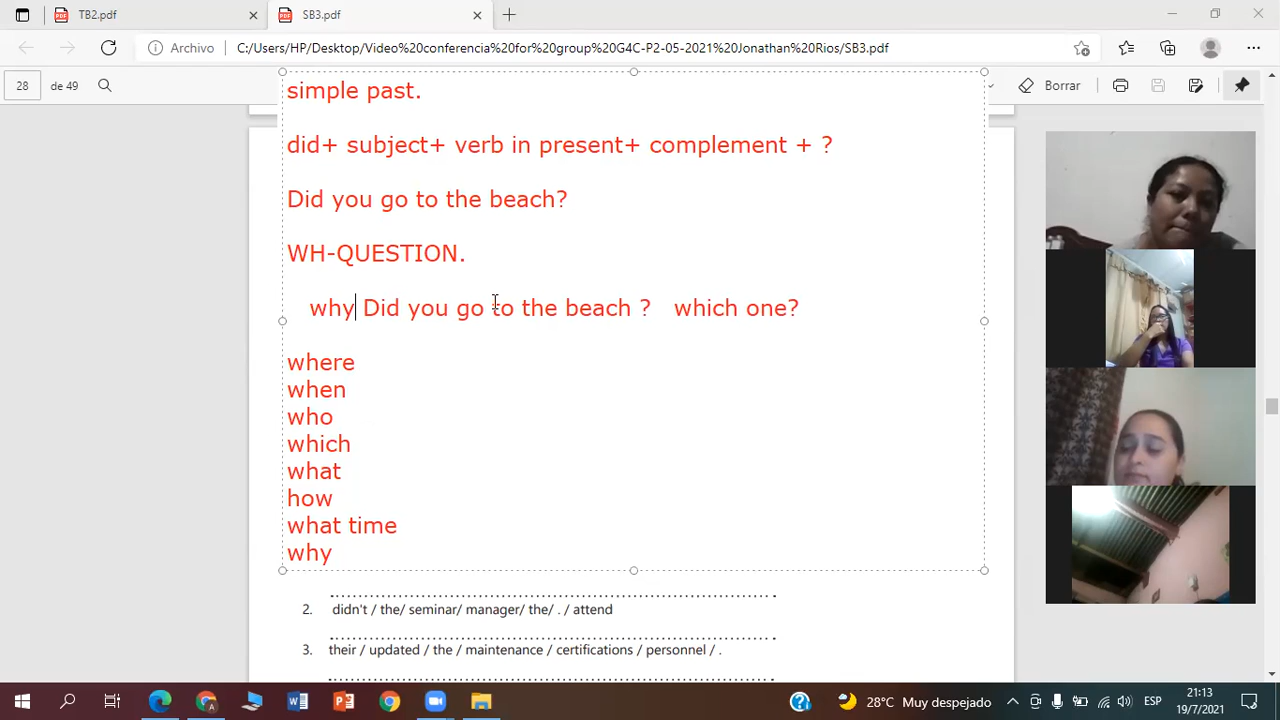 TB2.pdf
SB3.pdf
Archivo
C:/Users/HP/Desktop/Video%20conferencia%20for%20group%20G4C-P2-05-2021%20Jonathan%20Rios/SB3.pdf
28 de 49
Borrar
simple past.
did+ subject+ verb in present+ complement + ?
Did you go to the beach?
WH-QUESTION.
why Did you go to the beach ? which one?
where
when
who
which
what
how
what time
why
2. didn't / the/ seminar/ manager/ the/ . / attend
3. their / updated / the / maintenance / certifications / personnel / .
28°C Muy despejado
ESP
21:13
19/7/2021